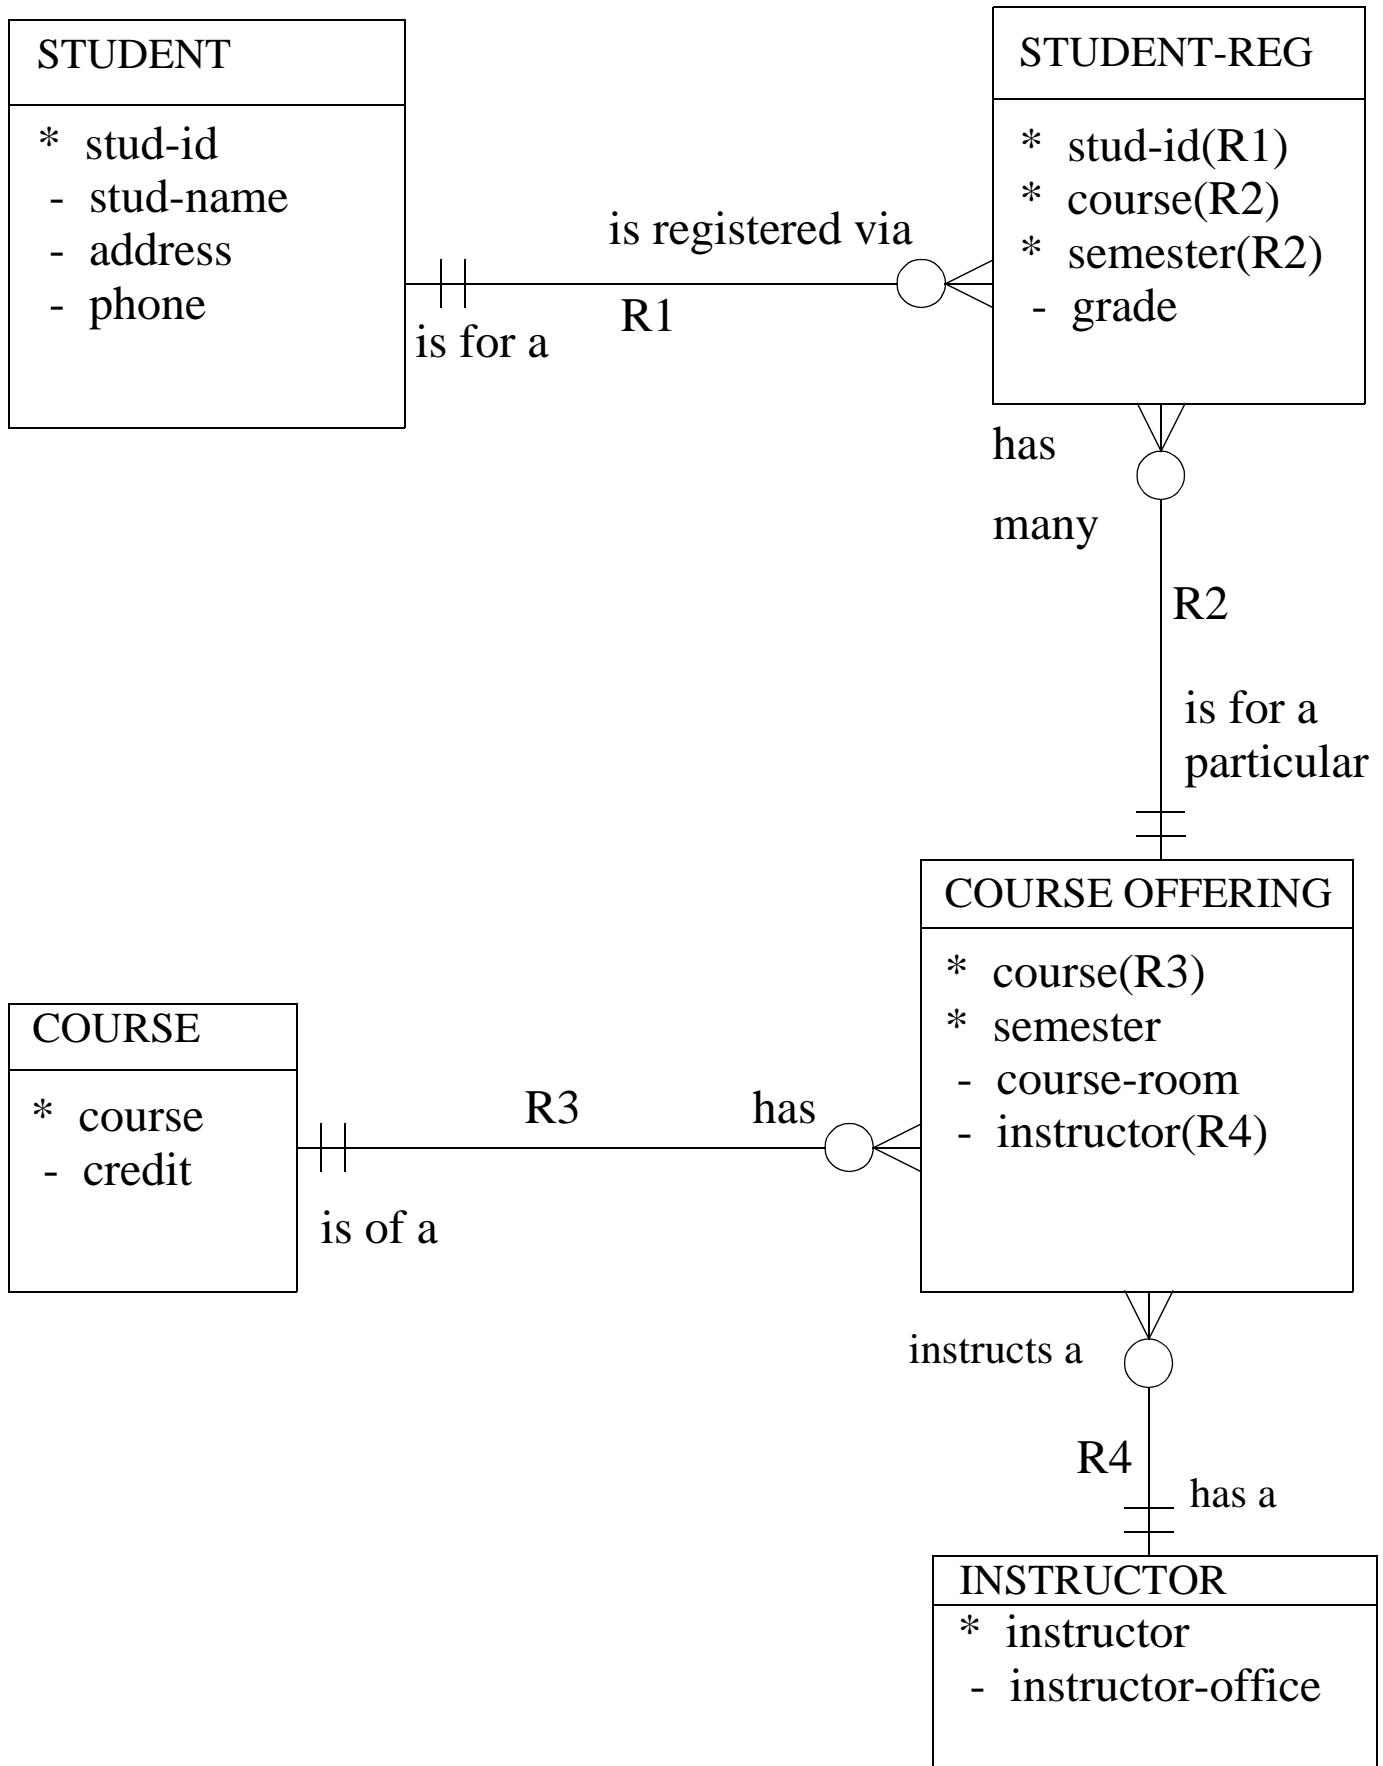 STUDENT
* stud-id
- stud-name
- address
- phone
is registered via
R1
is for a
STUDENT-REG
* stud-id(R1)
* course(R2)
* semester(R2)
- grade
has
many
R2
is for a
particular
COURSE OFFERING
* course(R3)
* semester
- course-room
- instructor(R4)
COURSE
* course
- credit
R3
has
is of a
instructs a
R4
has a
INSTRUCTOR
* instructor
- instructor-office